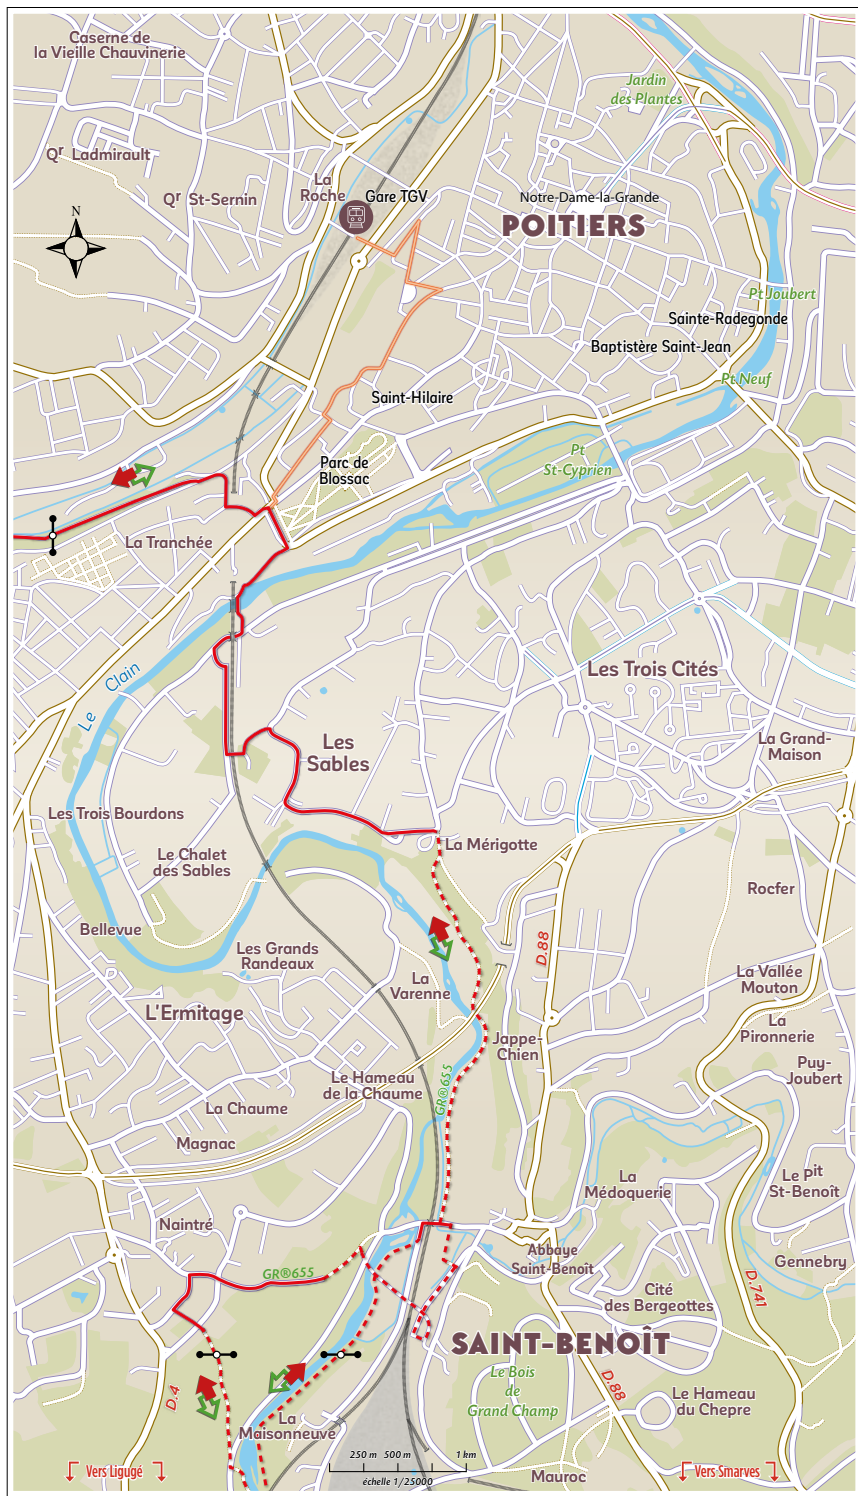 Caserne de
la Vieille Chauvinerie
Jardin
des Plantes
Qr Ladmirault
La
Roche
Gare TGV
Qr St-Sernin
Notre-Dame-la-Grande
POITIERS
N
Pt Joubert
Sainte-Radegonde
Baptistère Saint-Jean
Pt Neuf
Saint-Hilaire
Pt
St-Cyprien
Parc de
Blossac
La Tranchée
Le Clain
Les Trois Cités
Les
Sables
La Grand-
Maison
Les Trois Bourdons
La Mérigotte
Le Chalet
des Sables
Rocfer
Bellevue
Les Grands
Randeaux
D.88
La
Varenne
La Vallée
Mouton
L'Ermitage
La
Pironnerie
Jappe-
Chien
Puy-
Joubert
Le Hameau
de la Chaume
GR®655
La Chaume
Magnac
La
Médoquerie
Le Pit
St-Benoît
Naintré
Abbaye
Saint-Benoît
Gennebry
GR®655
Cité
des Bergeottes
D.741
SAINT-BENOÎT
Le Bois
de
Grand Champ
D.88
D.4
Le Hameau
du Chepre
La
Maisonneuve
250 m 500 m 1 km
échelle 1/25000
Vers Ligugé
Mauroc
Vers Smarves